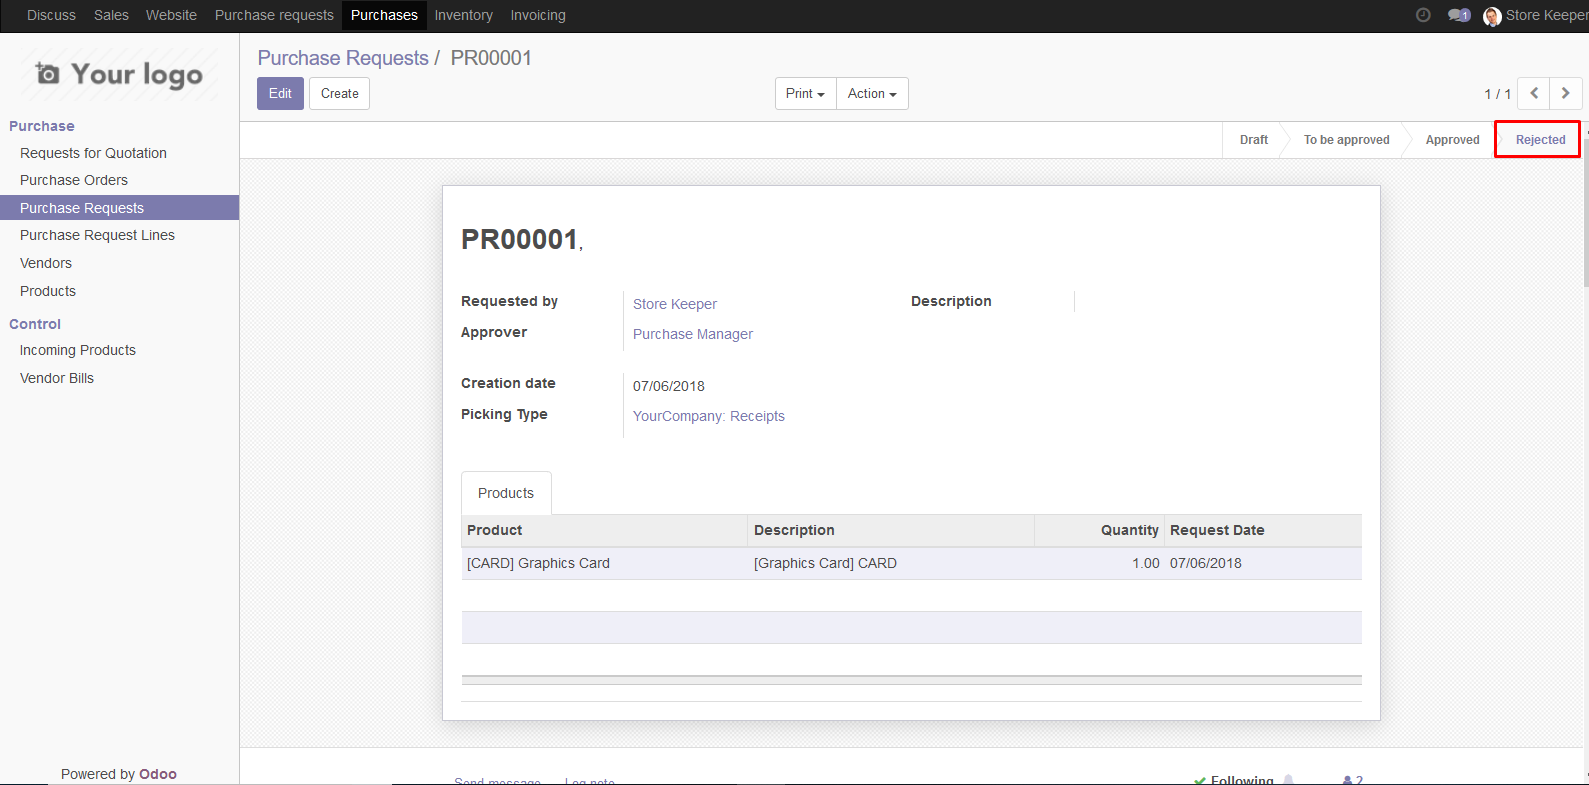 Discuss Sales Website Purchase requests Purchases Inventory Invoicing 1 Store Keeper
Your logo
Purchase
Requests for Quotation
Purchase Orders
Purchase Requests
Purchase Request Lines
Vendors
Products
Control
Incoming Products
Vendor Bills
Powered by Odoo
Purchase Requests / PR00001
Edit Create Print Action 1 / 1
Draft To be approved Approved Rejected
PR00001,
Requested by Store Keeper Description
Approver Purchase Manager
Creation date 07/06/2018
Picking Type YourCompany: Receipts
Products
Product Description Quantity Request Date
[CARD] Graphics Card [Graphics Card] CARD 1.00 07/06/2018
Send message Log note Following 2